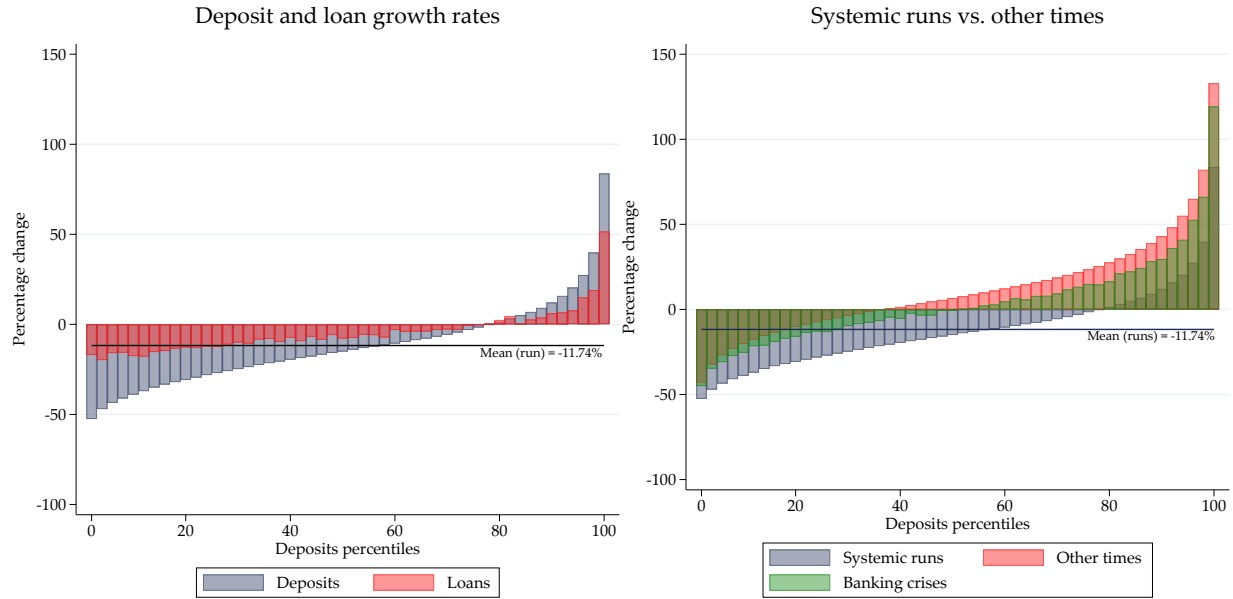 Deposit and loan growth rates
150
100
50
0
-50
-100
Percentage change
Mean (run) = -11.74%
0 20 40 60 80 100
Deposits percentiles
Deposits Loans
Systemic runs vs. other times
150
100
50
0
-50
-100
Percentage change
Mean (runs) = -11.74%
0 20 40 60 80 100
Deposits percentiles
Systemic runs Other times
Banking crises